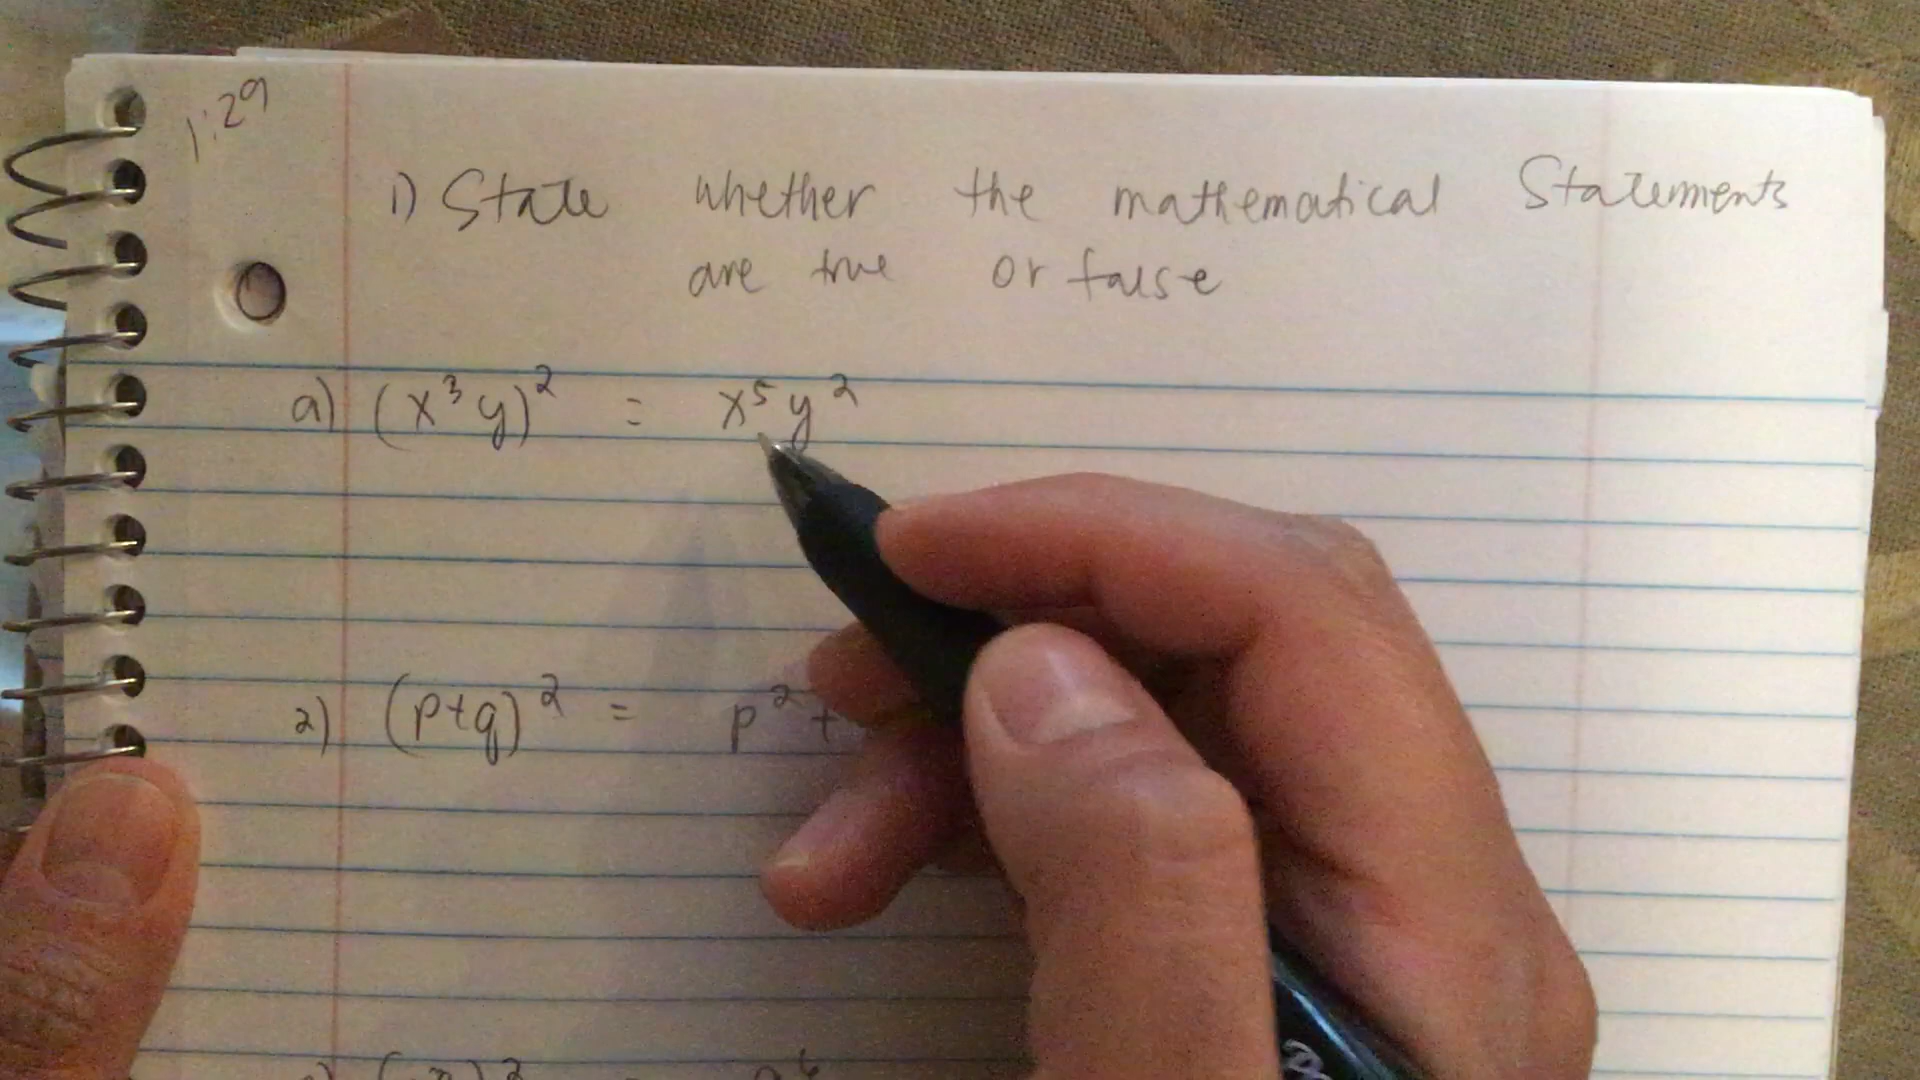 1:29
1) State whether the mathematical Statements
are true or false
a) (x³y)² = x⁵y²
2) (p+q)² = p²+